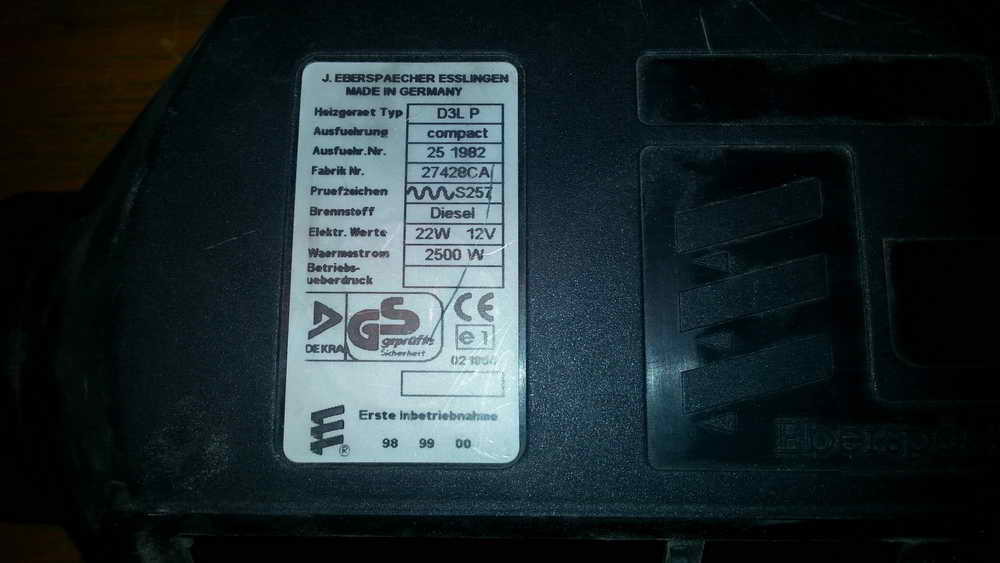 J. EBERSPAECHER ESSLINGEN
MADE IN GERMANY
Heizgeraet Typ D3L P
Ausfuehrung compact
Ausfuehr.Nr. 25 1982
Fabrik Nr. 27428CA
Pruefzeichen S257
Brennstoff Diesel
Elektr. Werte 22W 12V
Waermestrom 2500 W
Betriebs-
ueberdruck
DEKRA
GS
geprüfte
Sicherheit
CE
e1
Erste Inbetriebnahme
98 99 00